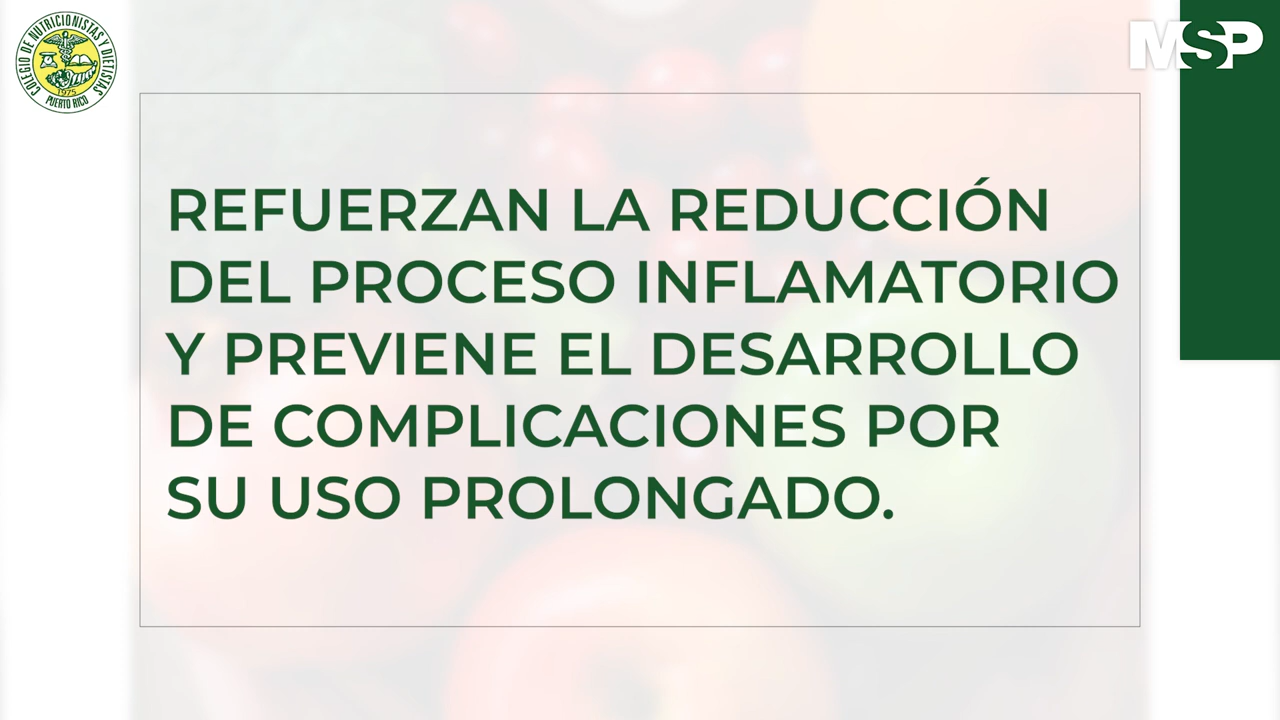 COLEGIO DE NUTRICIONISTAS Y DIETISTAS
1975
PUERTO RICO
MSP
REFUERZAN LA REDUCCIÓN
DEL PROCESO INFLAMATORIO
Y PREVIENE EL DESARROLLO
DE COMPLICACIONES POR
SU USO PROLONGADO.